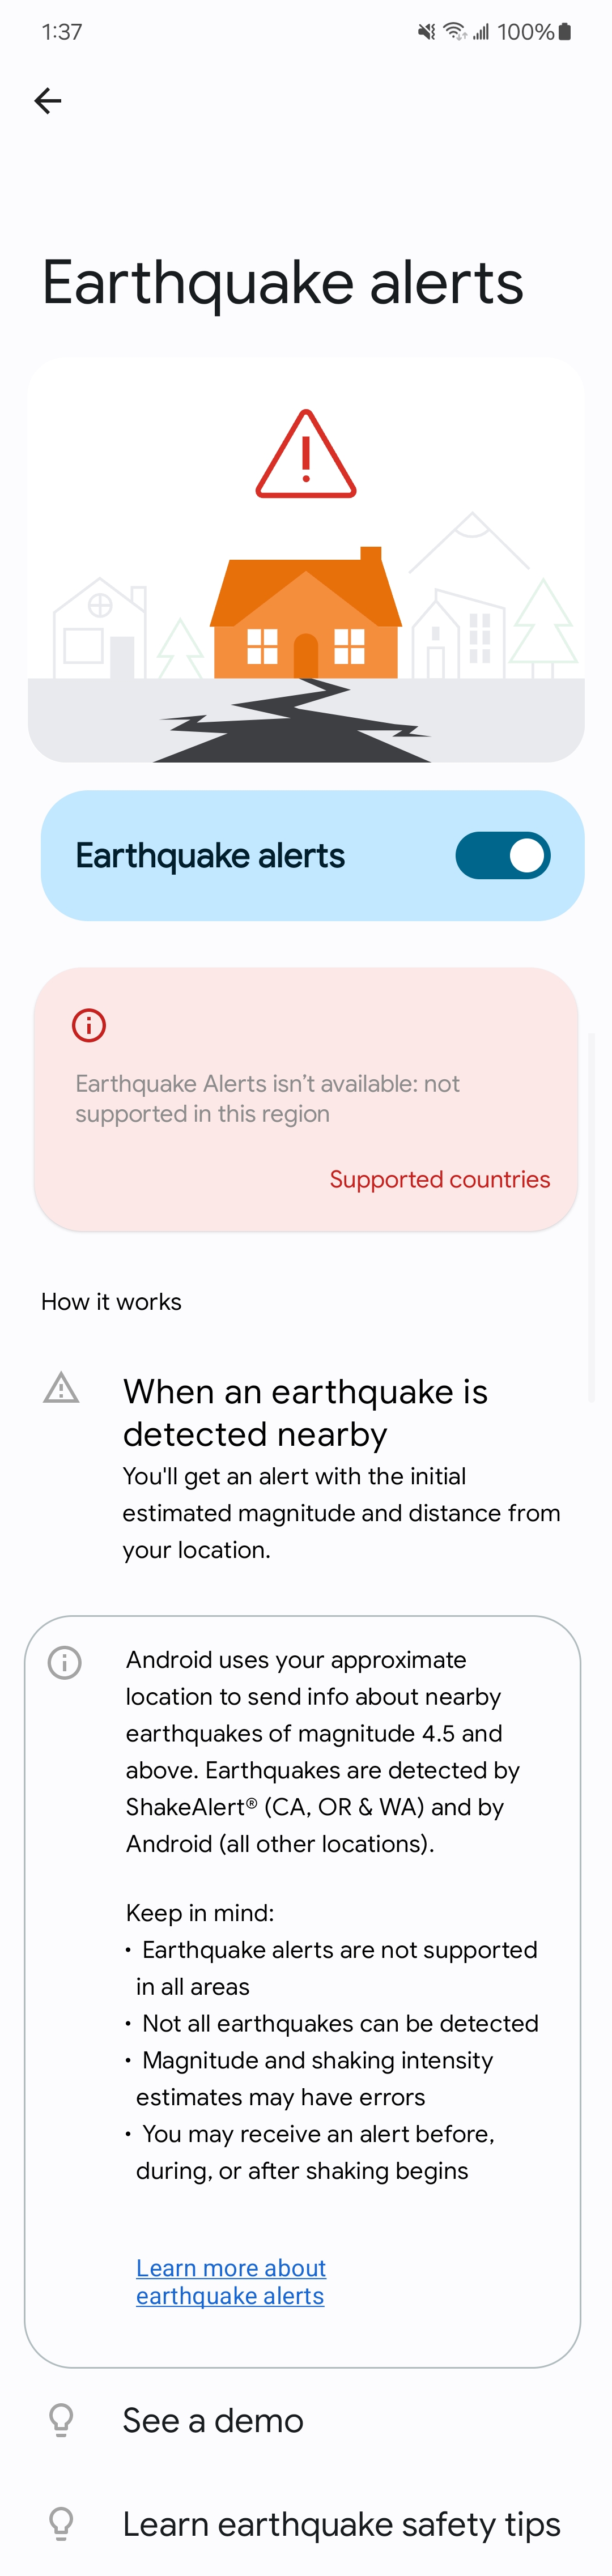 1:37 100%
Earthquake alerts
Earthquake alerts
Earthquake Alerts isn’t available: not
supported in this region
Supported countries
How it works
When an earthquake is
detected nearby
You'll get an alert with the initial
estimated magnitude and distance from
your location.
Android uses your approximate
location to send info about nearby
earthquakes of magnitude 4.5 and
above. Earthquakes are detected by
ShakeAlert® (CA, OR & WA) and by
Android (all other locations).
Keep in mind:
• Earthquake alerts are not supported
in all areas
• Not all earthquakes can be detected
• Magnitude and shaking intensity
estimates may have errors
• You may receive an alert before,
during, or after shaking begins
Learn more about
earthquake alerts
See a demo
Learn earthquake safety tips